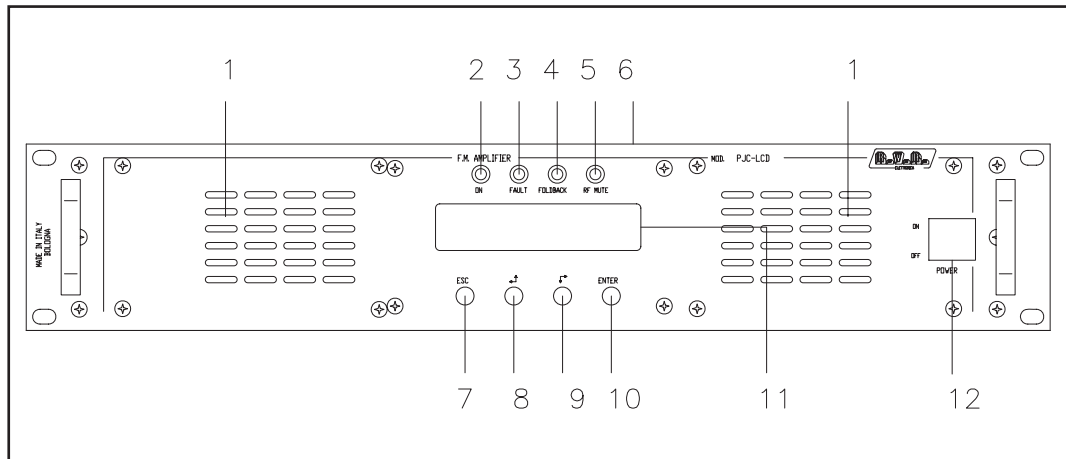 1 2 3 4 5 6 1
F.M. AMPLIFIER MOD. PJC-LCD R.V.R.
ELETTRONICA
ON FAULT FOLDBACK RF MUTE
MADE IN ITALY
BOLOGNA
ON
OFF
POWER
ESC ENTER
7 8 9 10 11 12